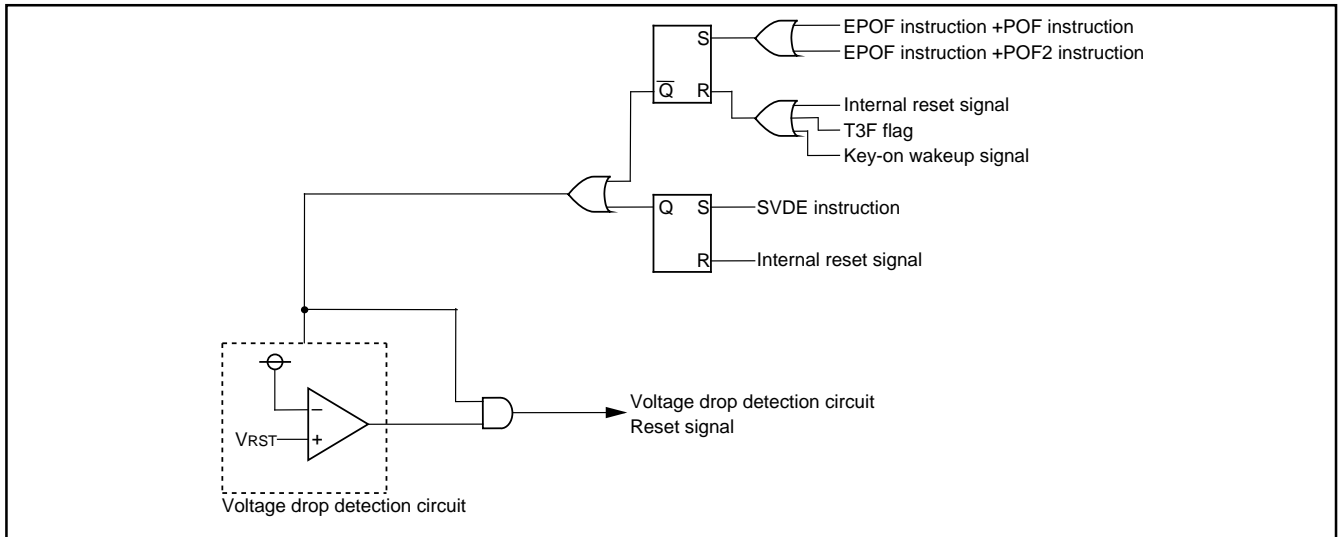 EPOF instruction +POF instruction
S
EPOF instruction +POF2 instruction
Q R
Internal reset signal
T3F flag
Key-on wakeup signal
Q S
SVDE instruction
R
Internal reset signal
−
VRST
+
Voltage drop detection circuit
Reset signal
Voltage drop detection circuit